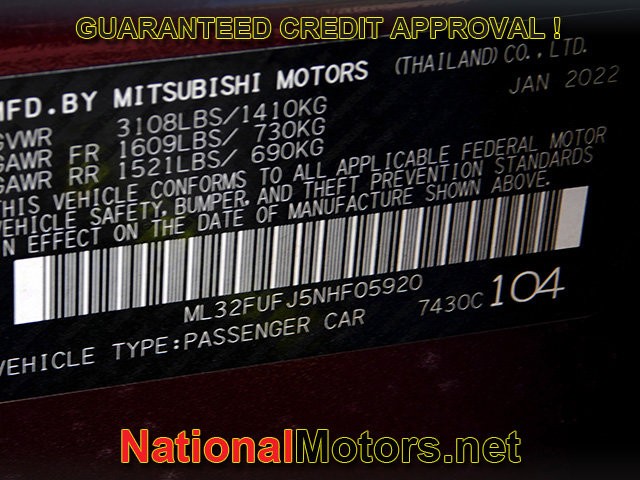 GUARANTEED CREDIT APPROVAL !
MFD.BY MITSUBISHI MOTORS (THAILAND) CO., LTD.
JAN 2022
GVWR 3108LBS/1410KG
GAWR FR 1609LBS/ 730KG
GAWR RR 1521LBS/ 690KG
THIS VEHICLE CONFORMS TO ALL APPLICABLE FEDERAL MOTOR
VEHICLE SAFETY, BUMPER, AND THEFT PREVENTION STANDARDS
IN EFFECT ON THE DATE OF MANUFACTURE SHOWN ABOVE.
ML32FUFJ5NHF05920 7430C 104
VEHICLE TYPE:PASSENGER CAR
NationalMotors.net